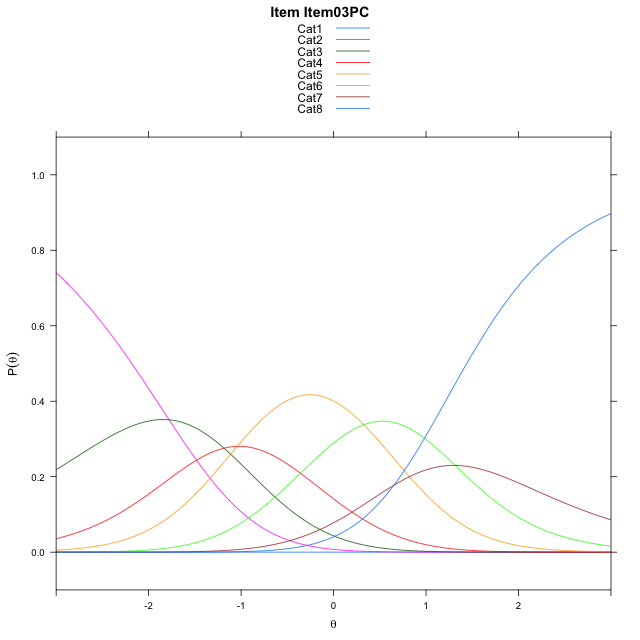 Item Item03PC
Cat1
Cat2
Cat3
Cat4
Cat5
Cat6
Cat7
Cat8
1.0
0.8
0.6
0.4
0.2
0.0
P(θ)
-2 -1 0 1 2
θ